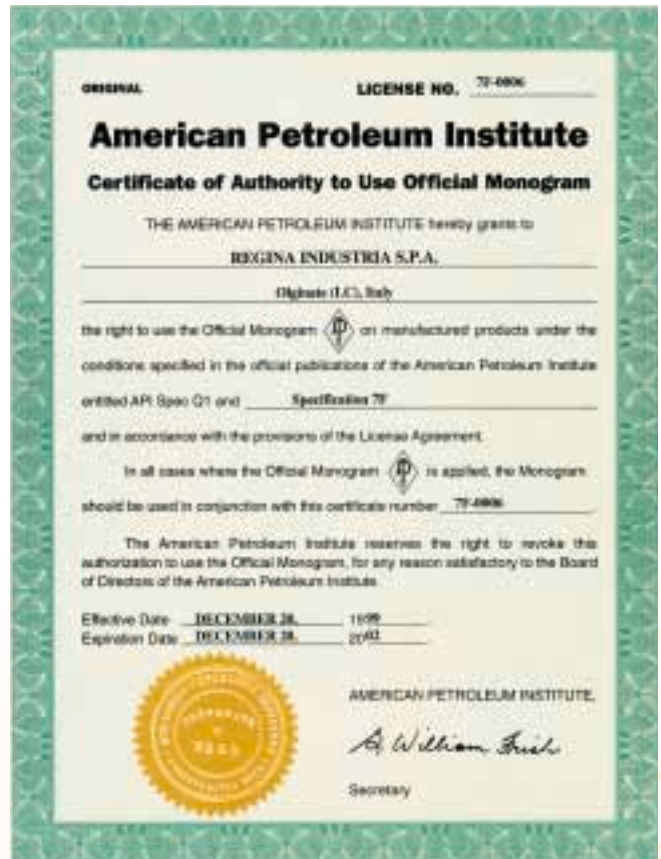 ORIGINAL
LICENSE NO. 7F-0006
American Petroleum Institute
Certificate of Authority to Use Official Monogram
THE AMERICAN PETROLEUM INSTITUTE hereby grants to
REGINA INDUSTRIA S.P.A.
Olginate (LC), Italy
the right to use the Official Monogram on manufactured products under the
conditions specified in the official publications of the American Petroleum Institute
entitled API Spec Q1 and Specification 7F
and in accordance with the provisions of the License Agreement.
In all cases where the Official Monogram is applied, the Monogram
should be used in conjunction with this certificate number 7F-0006
The American Petroleum Institute reserves the right to revoke this
authorization to use the Official Monogram, for any reason satisfactory to the Board
of Directors of the American Petroleum Institute.
Effective Date DECEMBER 20, 1999
Expiration Date DECEMBER 20, 2002
AMERICAN PETROLEUM INSTITUTE,
Secretary